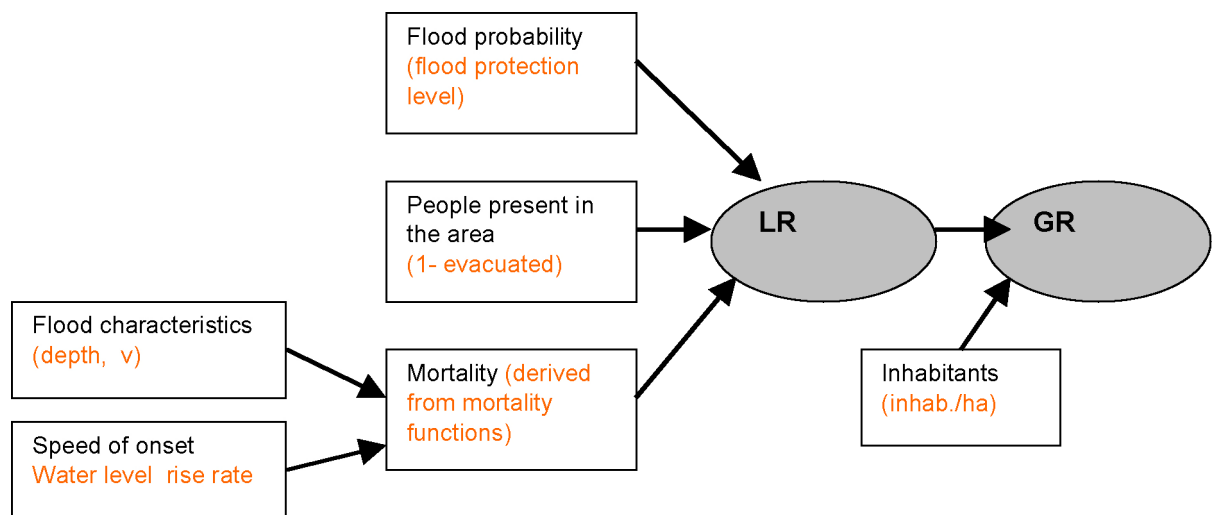 Flood probability
(flood protection
level)
People present in
the area
(1- evacuated)
LR
GR
Flood characteristics
(depth, v)
Speed of onset
Water level rise rate
Mortality (derived
from mortality
functions)
Inhabitants
(inhab./ha)